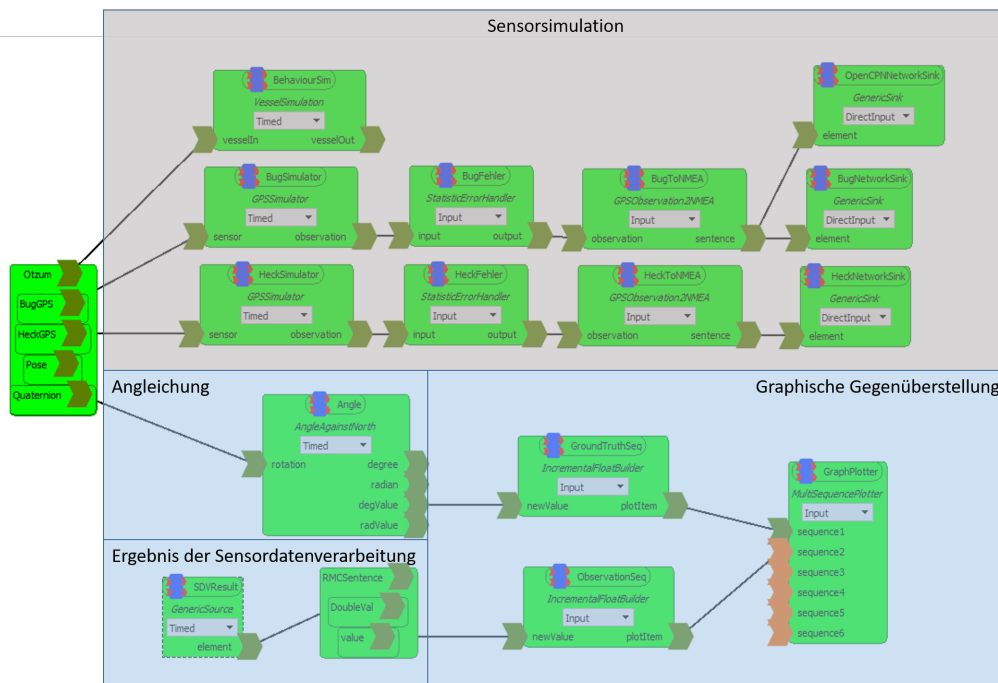 Sensorsimulation
BehaviourSim
VesselSimulation
Timed
vesselIn vesselOut
OpenCPNNetworkSink
GenericSink
DirectInput
element
BugSimulator
GPSSimulator
Timed
sensor observation
BugFehler
StatisticErrorHandler
Input
input output
BugToNMEA
GPSObservation2NMEA
Input
observation sentence
BugNetworkSink
GenericSink
DirectInput
element
HeckSimulator
GPSSimulator
Timed
sensor observation
HeckFehler
StatisticErrorHandler
Input
input output
HeckToNMEA
GPSObservation2NMEA
Input
observation sentence
HeckNetworkSink
GenericSink
DirectInput
element
Otzum
BugGPS
HeckGPS
Pose
Quaternion
Angleichung
Angle
AngleAgainstNorth
Timed
rotation degree
radian
degValue
radValue
Graphische Gegenüberstellung
GroundTruthSeq
IncrementalFloatBuilder
Input
newValue plotItem
GraphPlotter
MultiSequencePlotter
Input
sequence1
sequence2
sequence3
sequence4
sequence5
sequence6
Ergebnis der Sensordatenverarbeitung
SDVResult
GenericSource
Timed
element
RMCSentence
DoubleVal
value
ObservationSeq
IncrementalFloatBuilder
Input
newValue plotItem